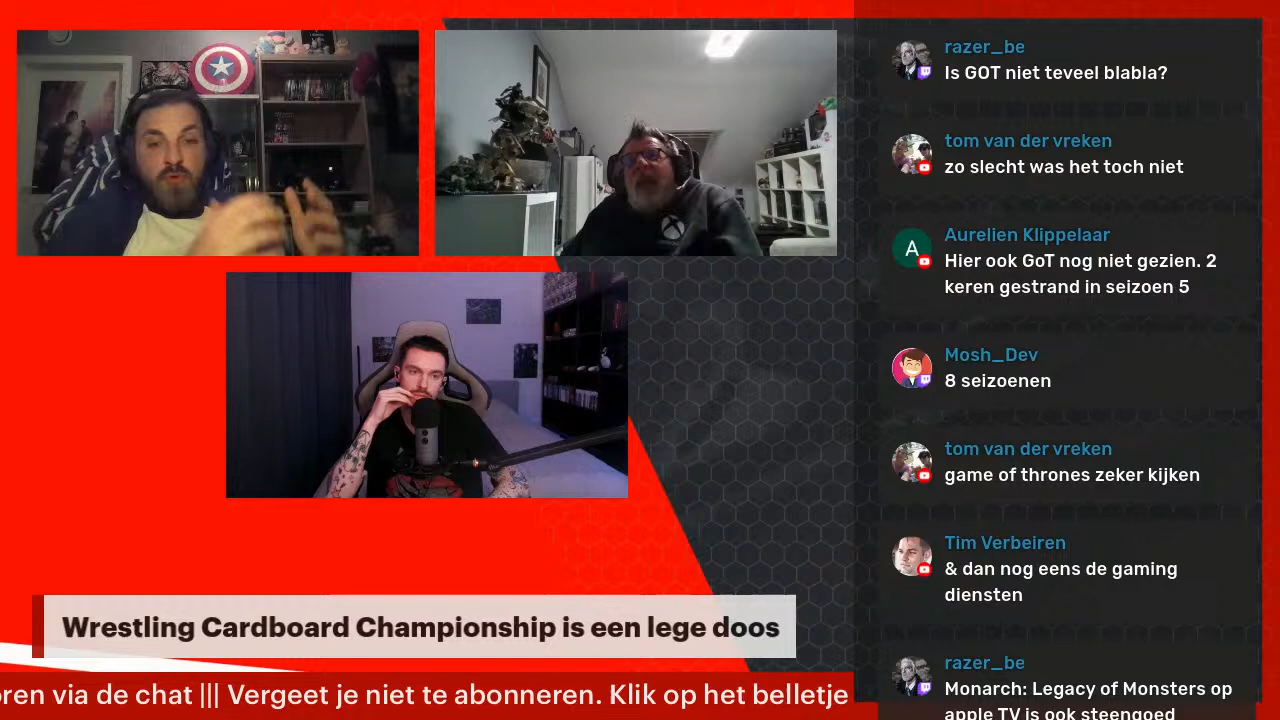 razer_be
Is GOT niet teveel blabla?
tom van der vreken
zo slecht was het toch niet
A
Aurelien Klippelaar
Hier ook GoT nog niet gezien. 2
keren gestrand in seizoen 5
Mosh_Dev
8 seizoenen
tom van der vreken
game of thrones zeker kijken
Tim Verbeiren
& dan nog eens de gaming
diensten
razer_be
Monarch: Legacy of Monsters op
apple TV is ook steengoed
Wrestling Cardboard Championship is een lege doos
oren via de chat ||| Vergeet je niet te abonneren. Klik op het belletje